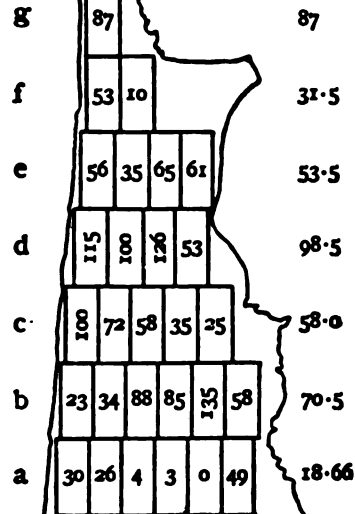 g 87 87
f 53 10 31·5
e 56 35 65 61 53·5
d 115 100 126 53 98·5
c 100 72 58 35 25 58·0
b 23 34 88 85 135 58 70·5
a 30 26 4 3 0 49 18·66